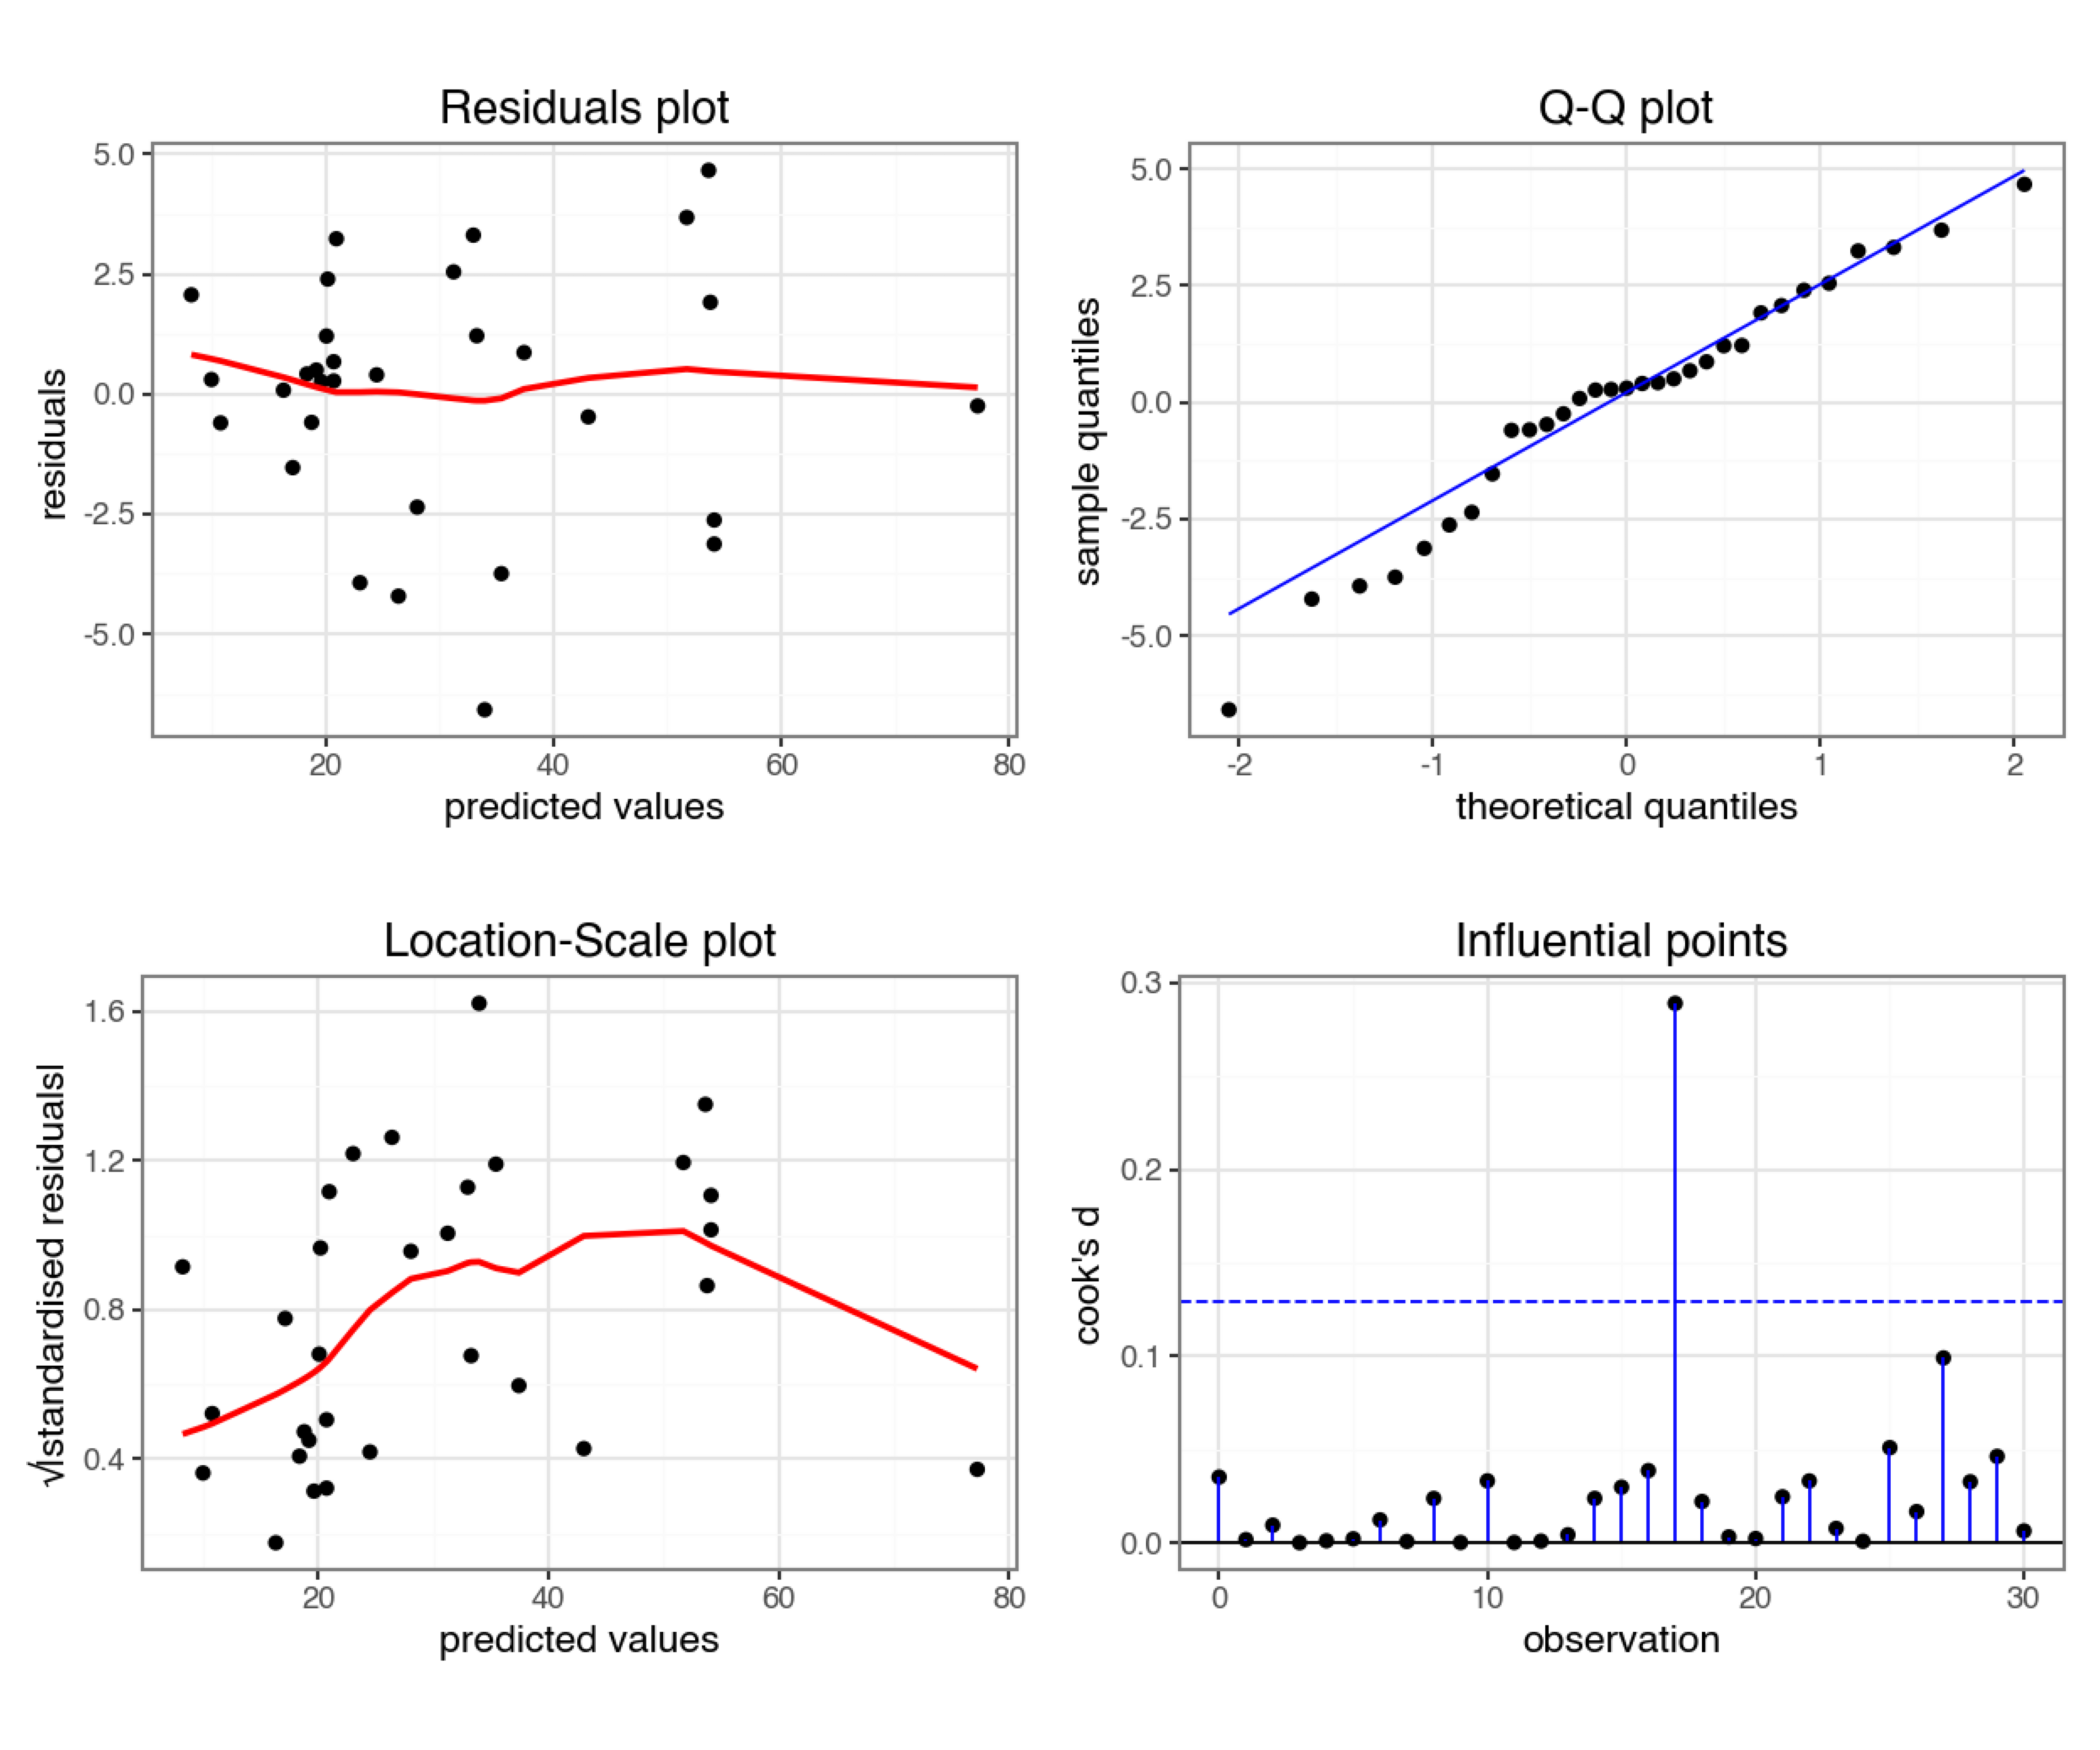 Residuals plot
5.0
2.5
0.0
-2.5
-5.0
residuals
20 40 60 80
predicted values
Q-Q plot
5.0
2.5
0.0
-2.5
-5.0
sample quantiles
-2 -1 0 1 2
theoretical quantiles
Location-Scale plot
1.6
1.2
0.8
0.4
√|standardised residuals|
20 40 60 80
predicted values
Influential points
0.3
0.2
0.1
0.0
cook's d
0 10 20 30
observation